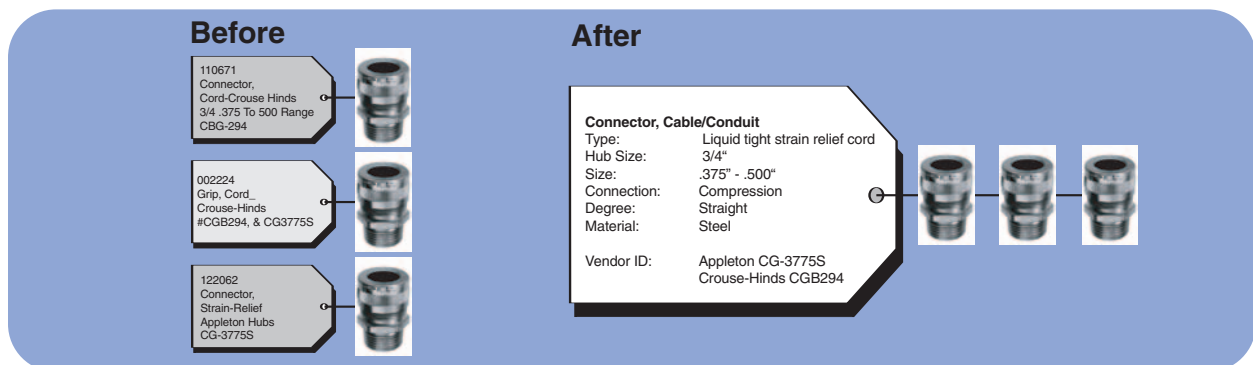 Before
110671
Connector,
Cord-Crouse Hinds
3/4 .375 To 500 Range
CBG-294
002224
Grip, Cord_
Crouse-Hinds
#CGB294, & CG3775S
122062
Connector,
Strain-Relief
Appleton Hubs
CG-3775S
After
Connector, Cable/Conduit
Type: Liquid tight strain relief cord
Hub Size: 3/4“
Size: .375” - .500“
Connection: Compression
Degree: Straight
Material: Steel
Vendor ID: Appleton CG-3775S
Crouse-Hinds CGB294